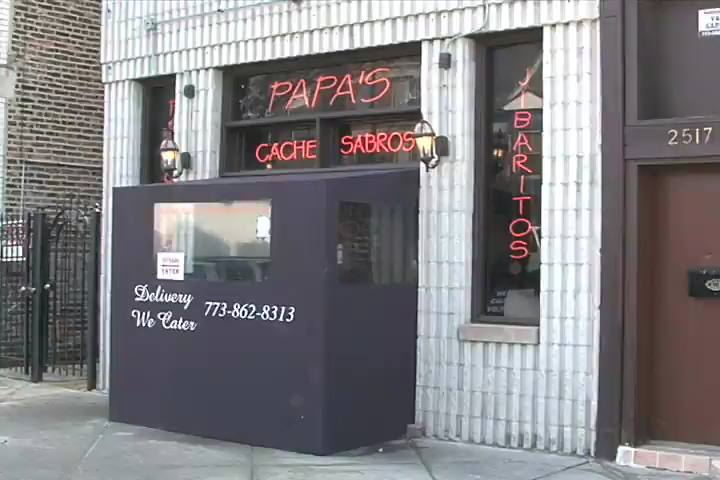 PAPA'S
CACHE SABROSO
JIBARITOS
2517
Delivery
We Cater
773-862-8313